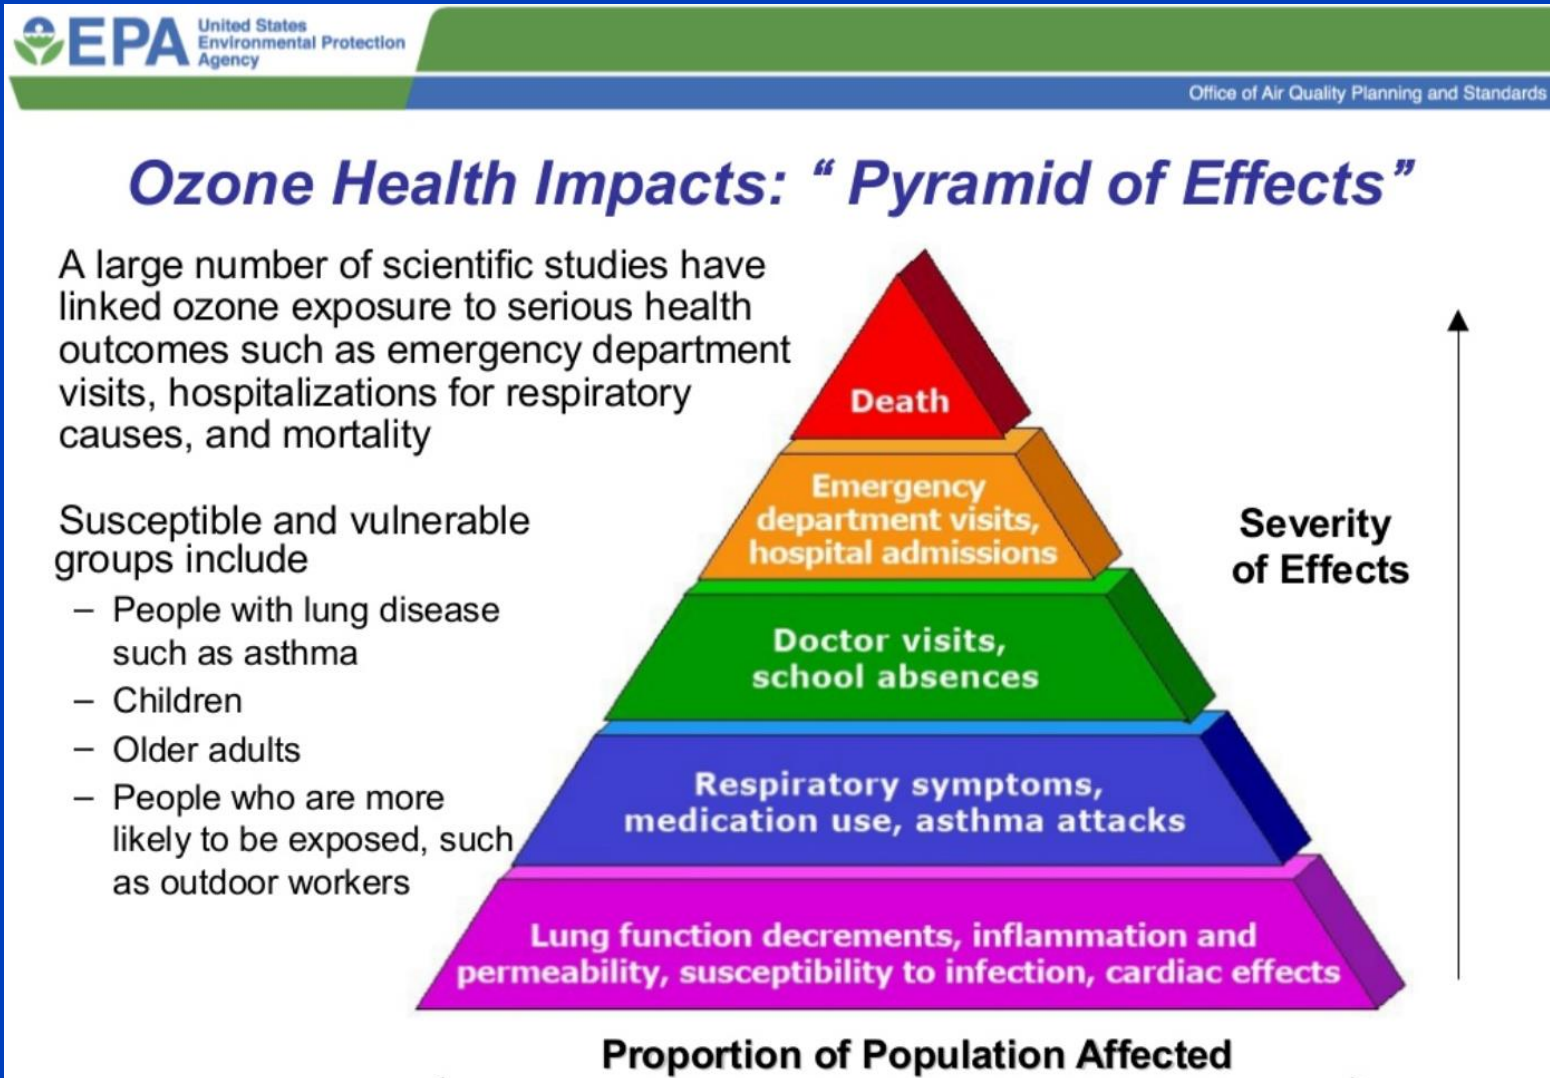 EPA
United States
Environmental Protection
Agency
Office of Air Quality Planning and Standards
Ozone Health Impacts: “ Pyramid of Effects”
A large number of scientific studies have
linked ozone exposure to serious health
outcomes such as emergency department
visits, hospitalizations for respiratory
causes, and mortality
Susceptible and vulnerable
groups include
– People with lung disease
such as asthma
– Children
– Older adults
– People who are more
likely to be exposed, such
as outdoor workers
Death
Emergency
department visits,
hospital admissions
Doctor visits,
school absences
Respiratory symptoms,
medication use, asthma attacks
Lung function decrements, inflammation and
permeability, susceptibility to infection, cardiac effects
Severity
of Effects
Proportion of Population Affected